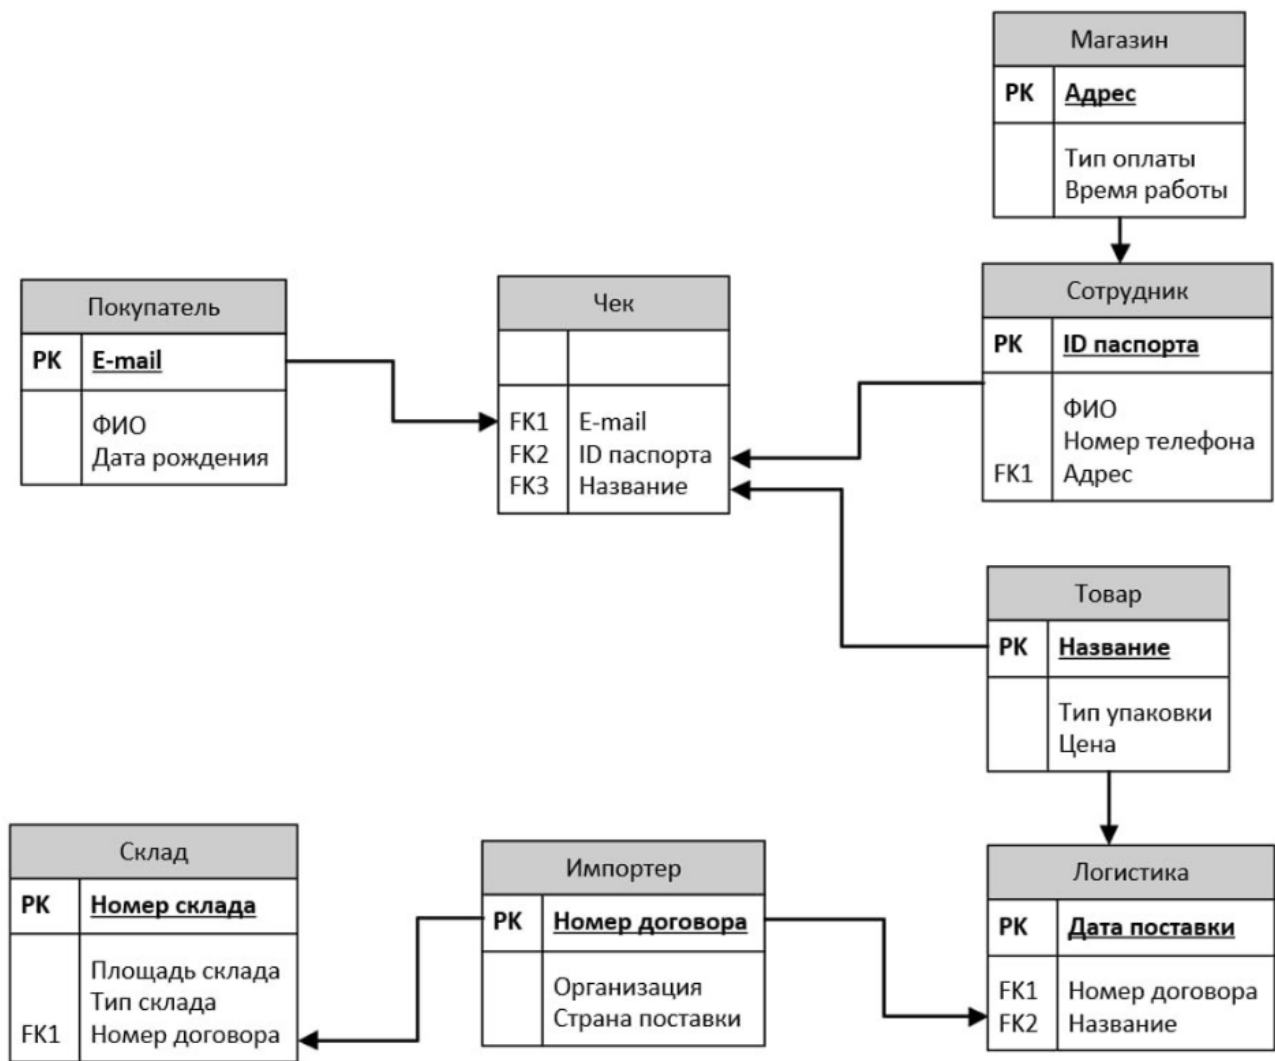 Магазин
PK Адрес
Тип оплаты
Время работы
Покупатель
PK E-mail
ФИО
Дата рождения
Чек
FK1 E-mail
FK2 ID паспорта
FK3 Название
Сотрудник
PK ID паспорта
ФИО
Номер телефона
FK1 Адрес
Товар
PK Название
Тип упаковки
Цена
Склад
PK Номер склада
Площадь склада
Тип склада
FK1 Номер договора
Импортер
PK Номер договора
Организация
Страна поставки
Логистика
PK Дата поставки
FK1 Номер договора
FK2 Название